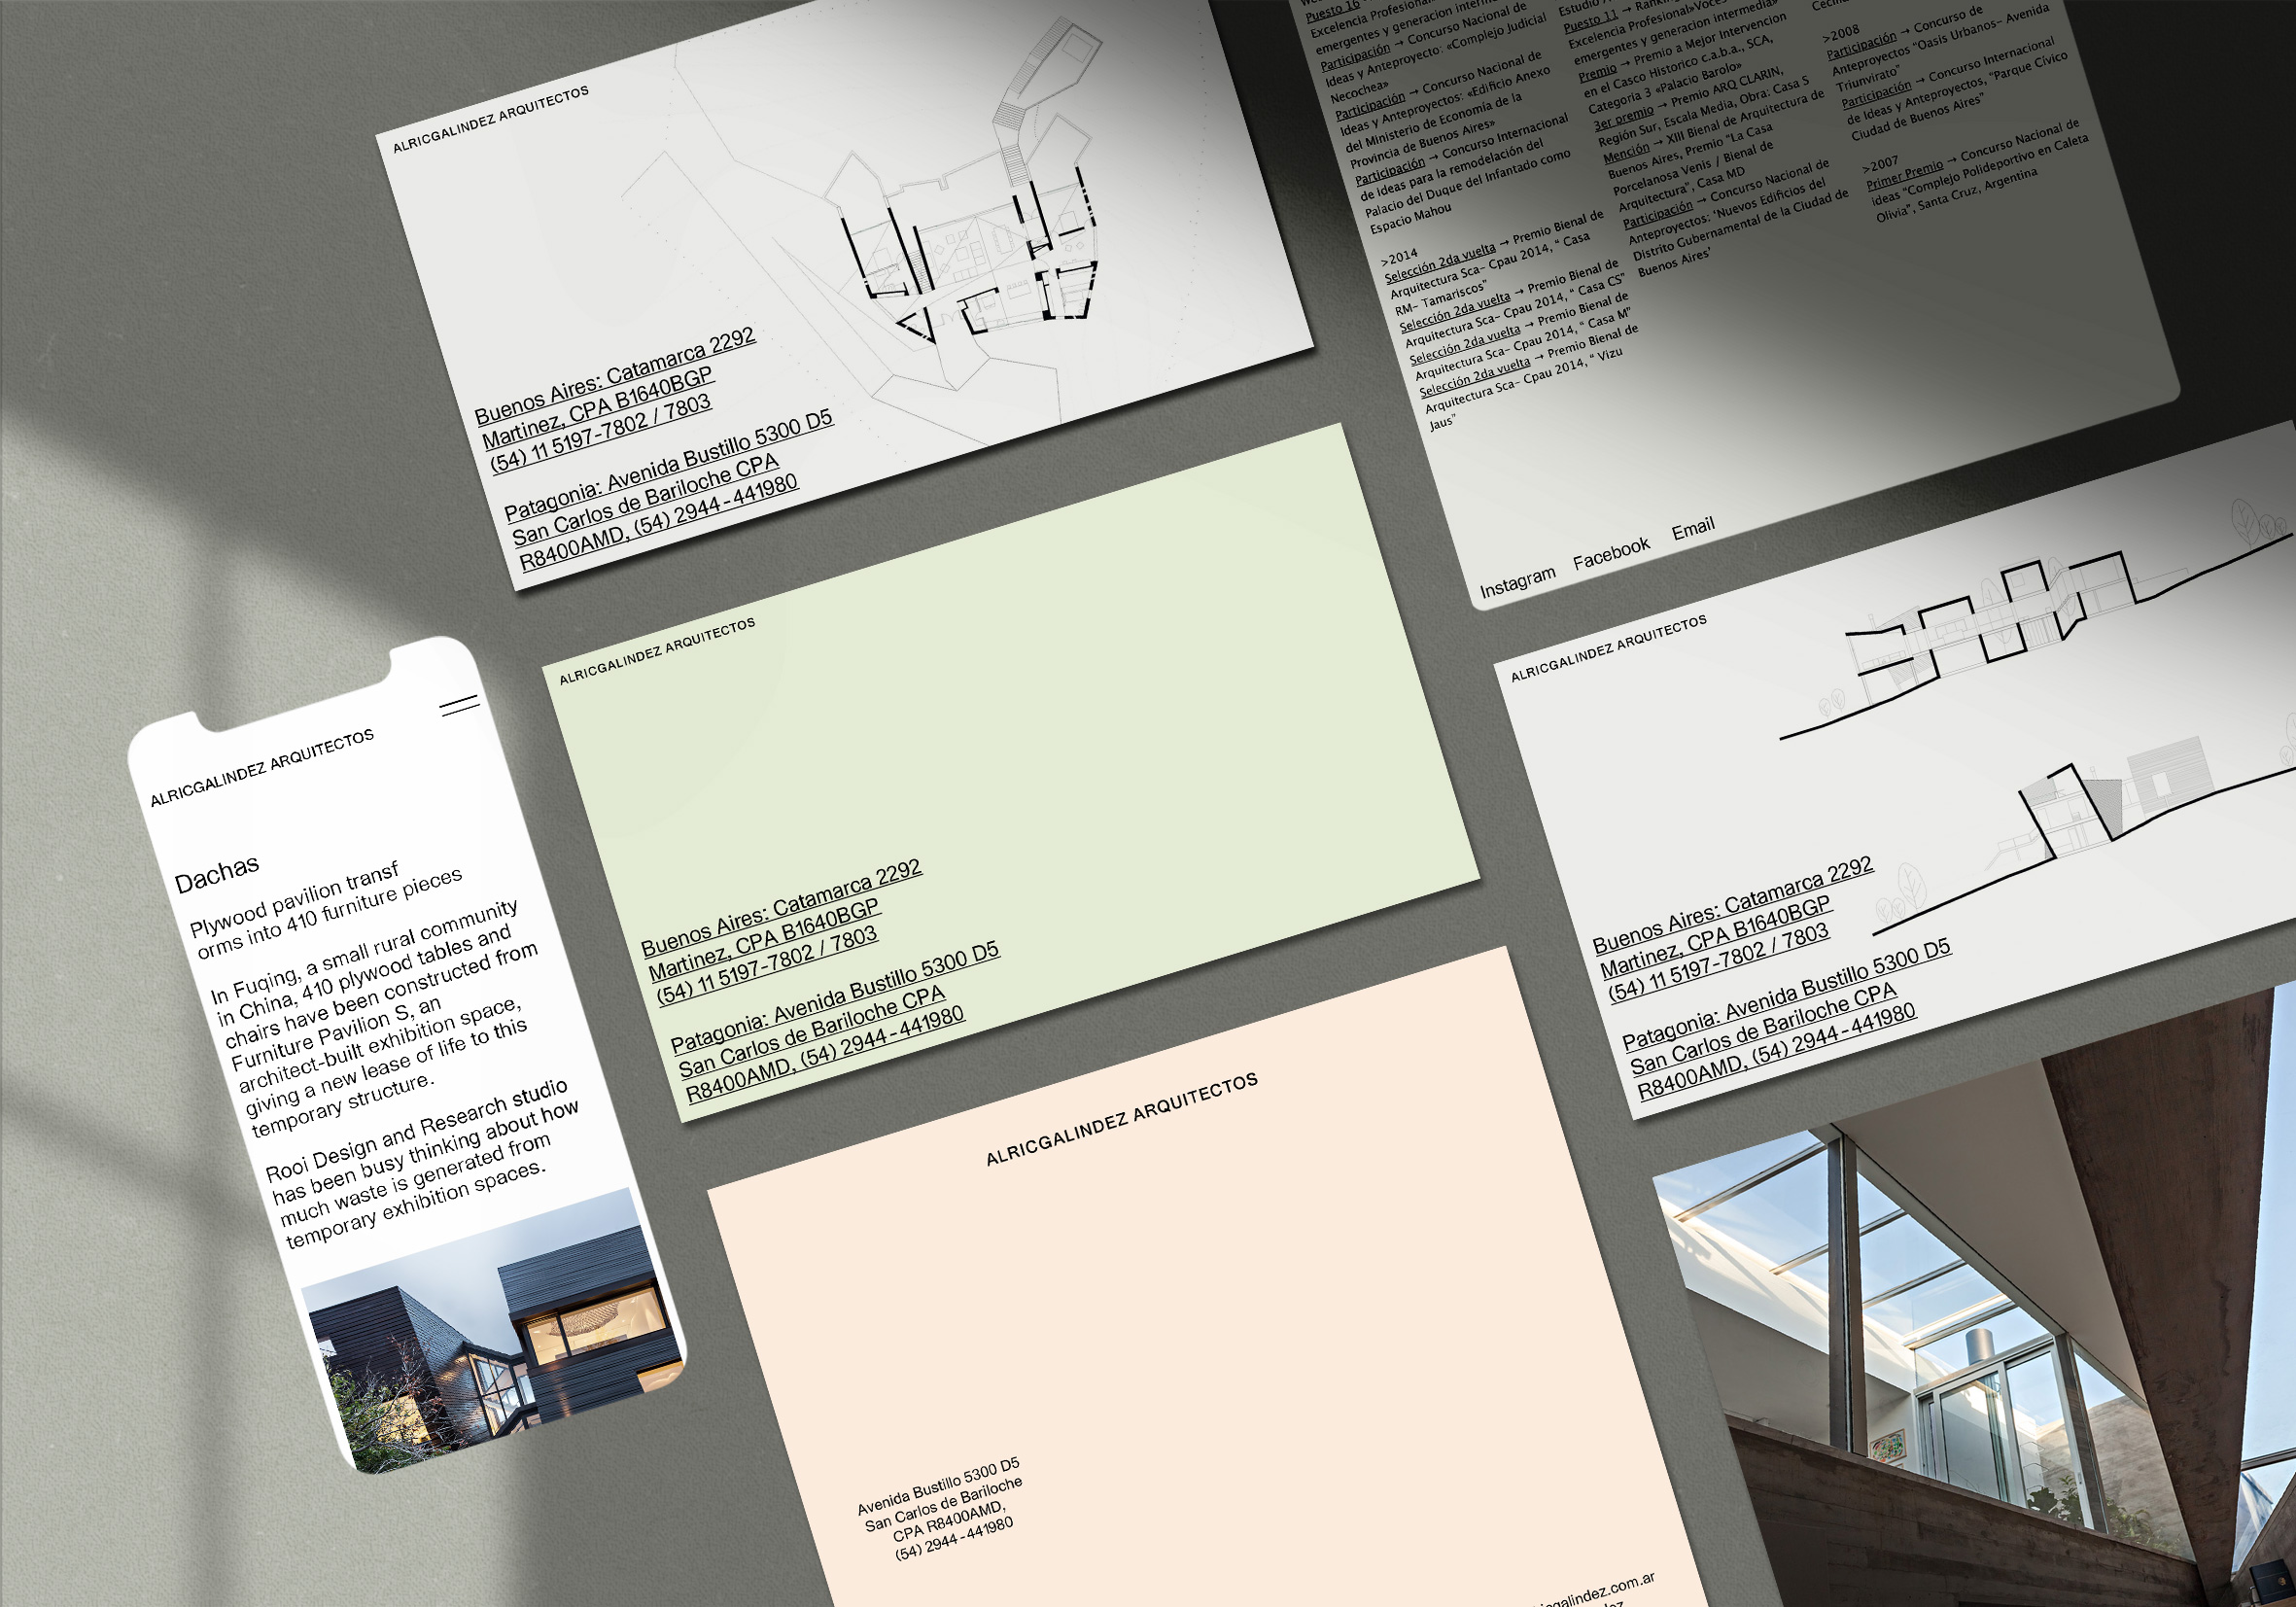 ALRICGALINDEZ ARQUITECTOS
Buenos Aires: Catamarca 2292
Martinez, CPA B1640BGP
(54) 11 5197-7802 / 7803
Patagonia: Avenida Bustillo 5300 D5
San Carlos de Bariloche CPA
R8400AMD, (54) 2944-441980
Puesto 16
Excelencia Profesional
emergentes y generacion
Participación → Concurso Nacional de
Ideas y Anteproyecto: «Complejo Judicial
Necochea»
Participación → Concurso Nacional de
Ideas y Anteproyectos: «Edificio Anexo
del Ministerio de Economía de la
Provincia de Buenos Aires»
Participación → Concurso Internacional
de ideas para la remodelación del
Palacio del Duque del Infantado como
Espacio Mahou
>2014
Selección 2da vuelta → Premio Bienal de
Arquitectura Sca- Cpau 2014, “ Casa
RM- Tamariscos”
Selección 2da vuelta → Premio Bienal de
Arquitectura Sca- Cpau 2014, “ Casa CS”
Selección 2da vuelta → Premio Bienal de
Arquitectura Sca- Cpau 2014, “ Casa M”
Selección 2da vuelta → Premio Bienal de
Arquitectura Sca- Cpau 2014, “ Vizu
Jaus”
Estudio
Puesto 11 → Ranking
Excelencia Profesional»Voces
emergentes y generacion intermedia»
Premio → Premio a Mejor Intervencion
en el Casco Historico c.a.b.a., SCA,
Categoria 3 «Palacio Barolo»
3er premio → Premio ARQ CLARIN,
Región Sur, Escala Media, Obra: Casa S
Mención → XIII Bienal de Arquitectura de
Buenos Aires, Premio “La Casa
Porcelanosa Venis / Bienal de
Arquitectura”, Casa MD
Participación → Concurso Nacional de
Anteproyectos: ‘Nuevos Edificios del
Distrito Gubernamental de la Ciudad de
Buenos Aires’
>2008
Participación → Concurso de
Anteproyectos “Oasis Urbanos- Avenida
Triunvirato”
Participación → Concurso Internacional
de Ideas y Anteproyectos, “Parque Cívico
Ciudad de Buenos Aires”
>2007
Primer Premio → Concurso Nacional de
ideas “Complejo Polideportivo en Caleta
Olivia”, Santa Cruz, Argentina
Instagram Facebook Email
ALRICGALINDEZ ARQUITECTOS
Dachas
Plywood pavilion transf
orms into 410 furniture pieces
In Fuqing, a small rural community
in China, 410 plywood tables and
chairs have been constructed from
Furniture Pavilion S, an
architect-built exhibition space,
giving a new lease of life to this
temporary structure.
Rooi Design and Research studio
has been busy thinking about how
much waste is generated from
temporary exhibition spaces.
ALRICGALINDEZ ARQUITECTOS
Buenos Aires: Catamarca 2292
Martinez, CPA B1640BGP
(54) 11 5197-7802 / 7803
Patagonia: Avenida Bustillo 5300 D5
San Carlos de Bariloche CPA
R8400AMD, (54) 2944-441980
ALRICGALINDEZ ARQUITECTOS
Buenos Aires: Catamarca 2292
Martinez, CPA B1640BGP
(54) 11 5197-7802 / 7803
Patagonia: Avenida Bustillo 5300 D5
San Carlos de Bariloche CPA
R8400AMD, (54) 2944-441980
ALRICGALINDEZ ARQUITECTOS
Avenida Bustillo 5300 D5
San Carlos de Bariloche
CPA R8400AMD,
(54) 2944-441980
galindez.com.ar